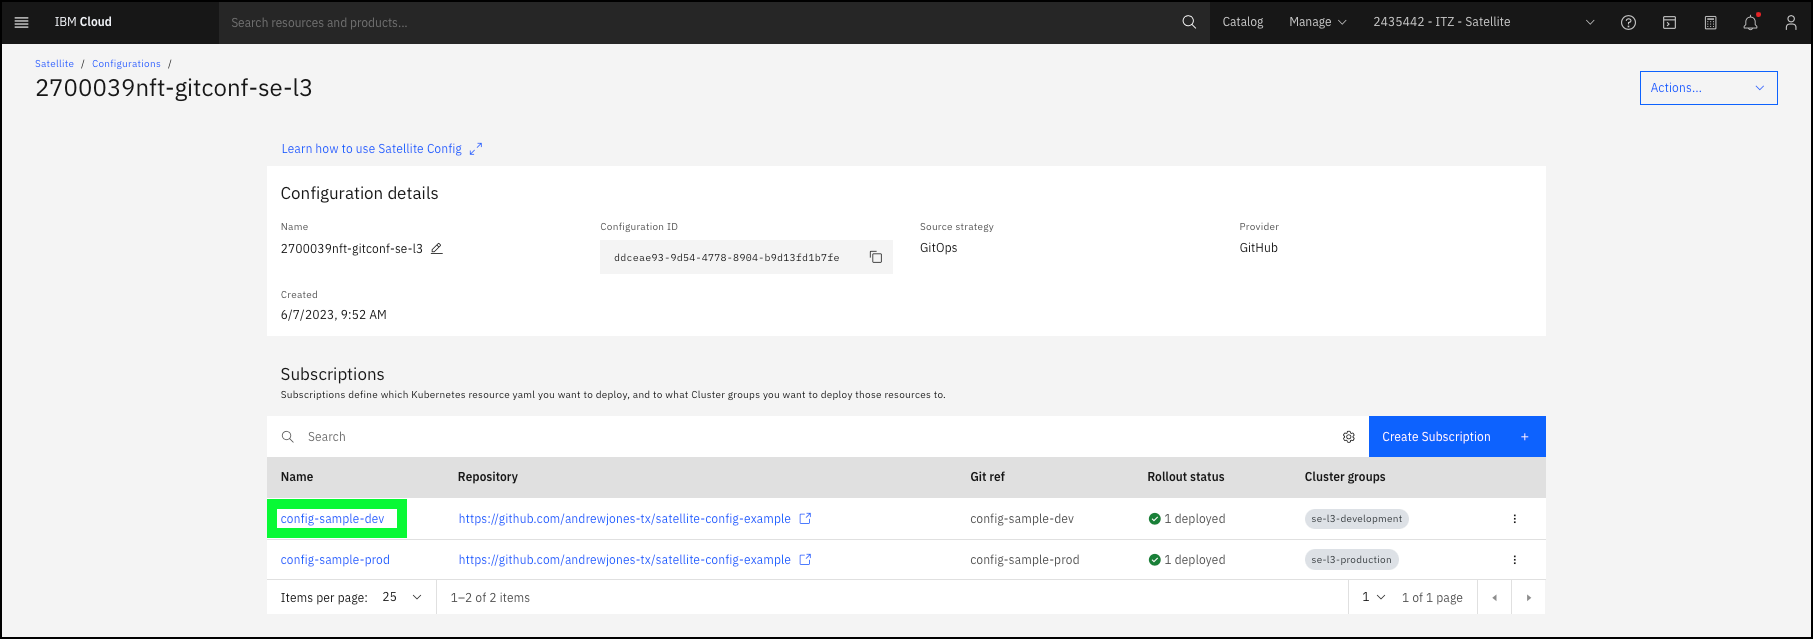 IBM Cloud
Search resources and products...
Catalog
Manage
2435442 - ITZ - Satellite
Satellite / Configurations /
2700039nft-gitconf-se-l3
Actions...
Learn how to use Satellite Config
Configuration details
Name
Configuration ID
Source strategy
Provider
2700039nft-gitconf-se-l3
ddceae93-9d54-4778-8904-b9d13fd1b7fe
GitOps
GitHub
Created
6/7/2023, 9:52 AM
Subscriptions
Subscriptions define which Kubernetes resource yaml you want to deploy, and to what Cluster groups you want to deploy those resources to.
Search
Create Subscription +
Name Repository Git ref Rollout status Cluster groups
config-sample-dev https://github.com/andrewjones-tx/satellite-config-example config-sample-dev 1 deployed se-l3-development
config-sample-prod https://github.com/andrewjones-tx/satellite-config-example config-sample-prod 1 deployed se-l3-production
Items per page: 25 1–2 of 2 items 1 1 of 1 page